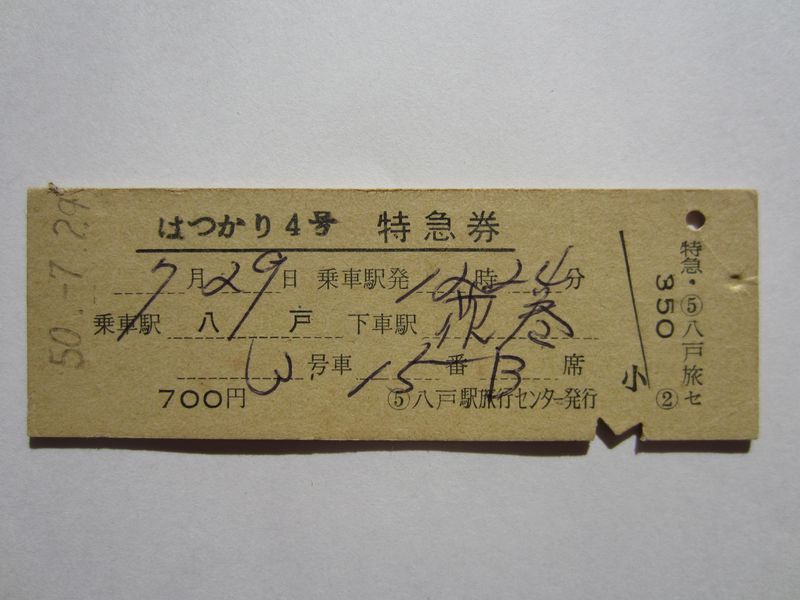 50.-7.29
はつかり4号 特急券
7月29日 乗車駅発12時24分
乗車駅 八戸 下車駅 花巻
号車 15番B席
700円 ⑤八戸駅旅行センター発行
小
特急・⑤八戸旅セ
350
②